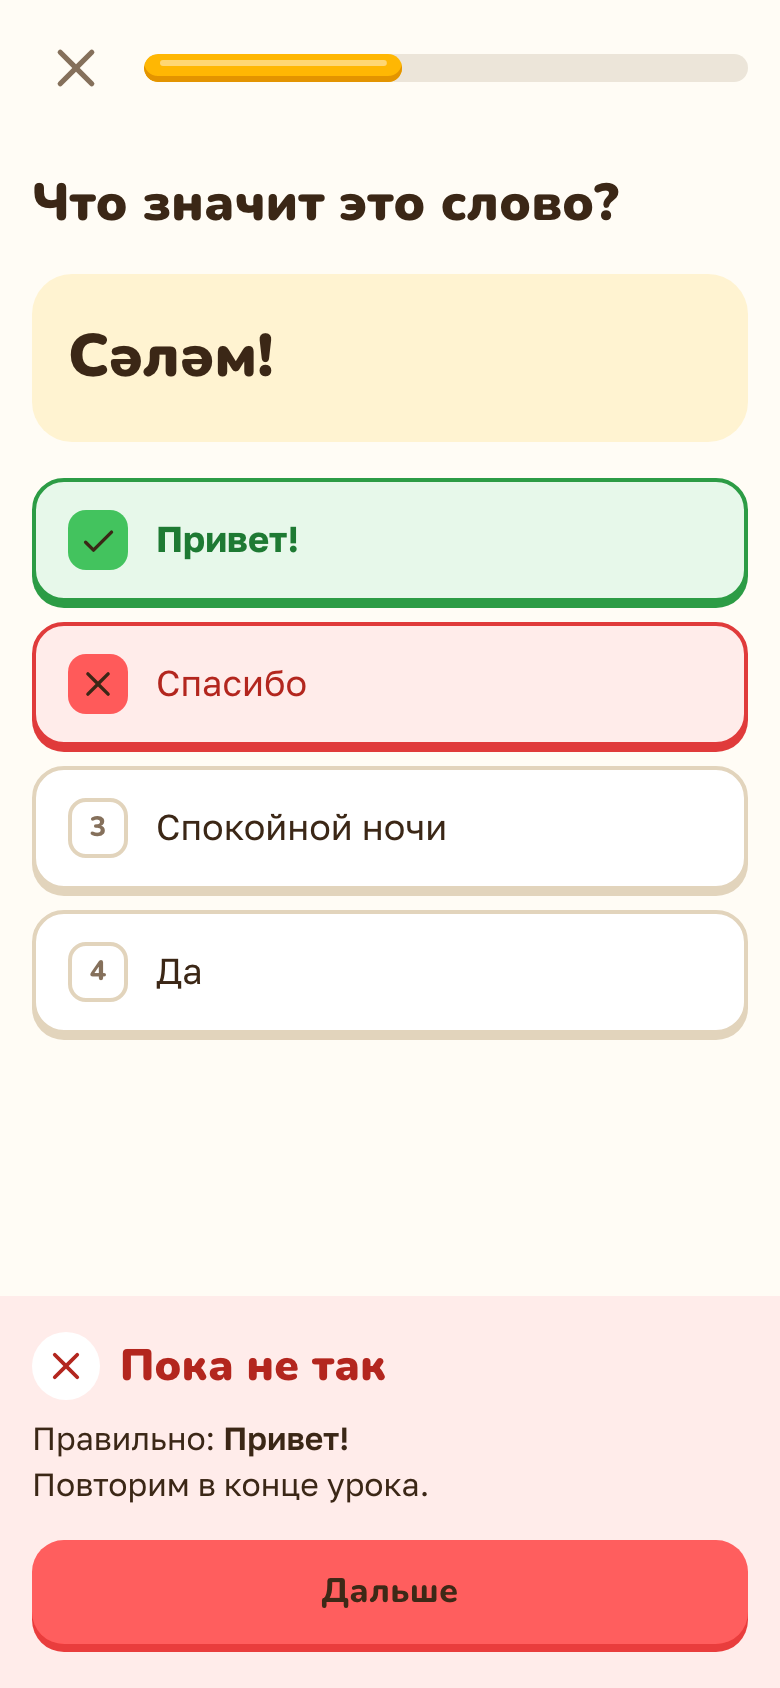 Что значит это слово?
Сәләм!
Привет!
Спасибо
3 Спокойной ночи
4 Да
Пока не так
Правильно: Привет!
Повторим в конце урока.
Дальше